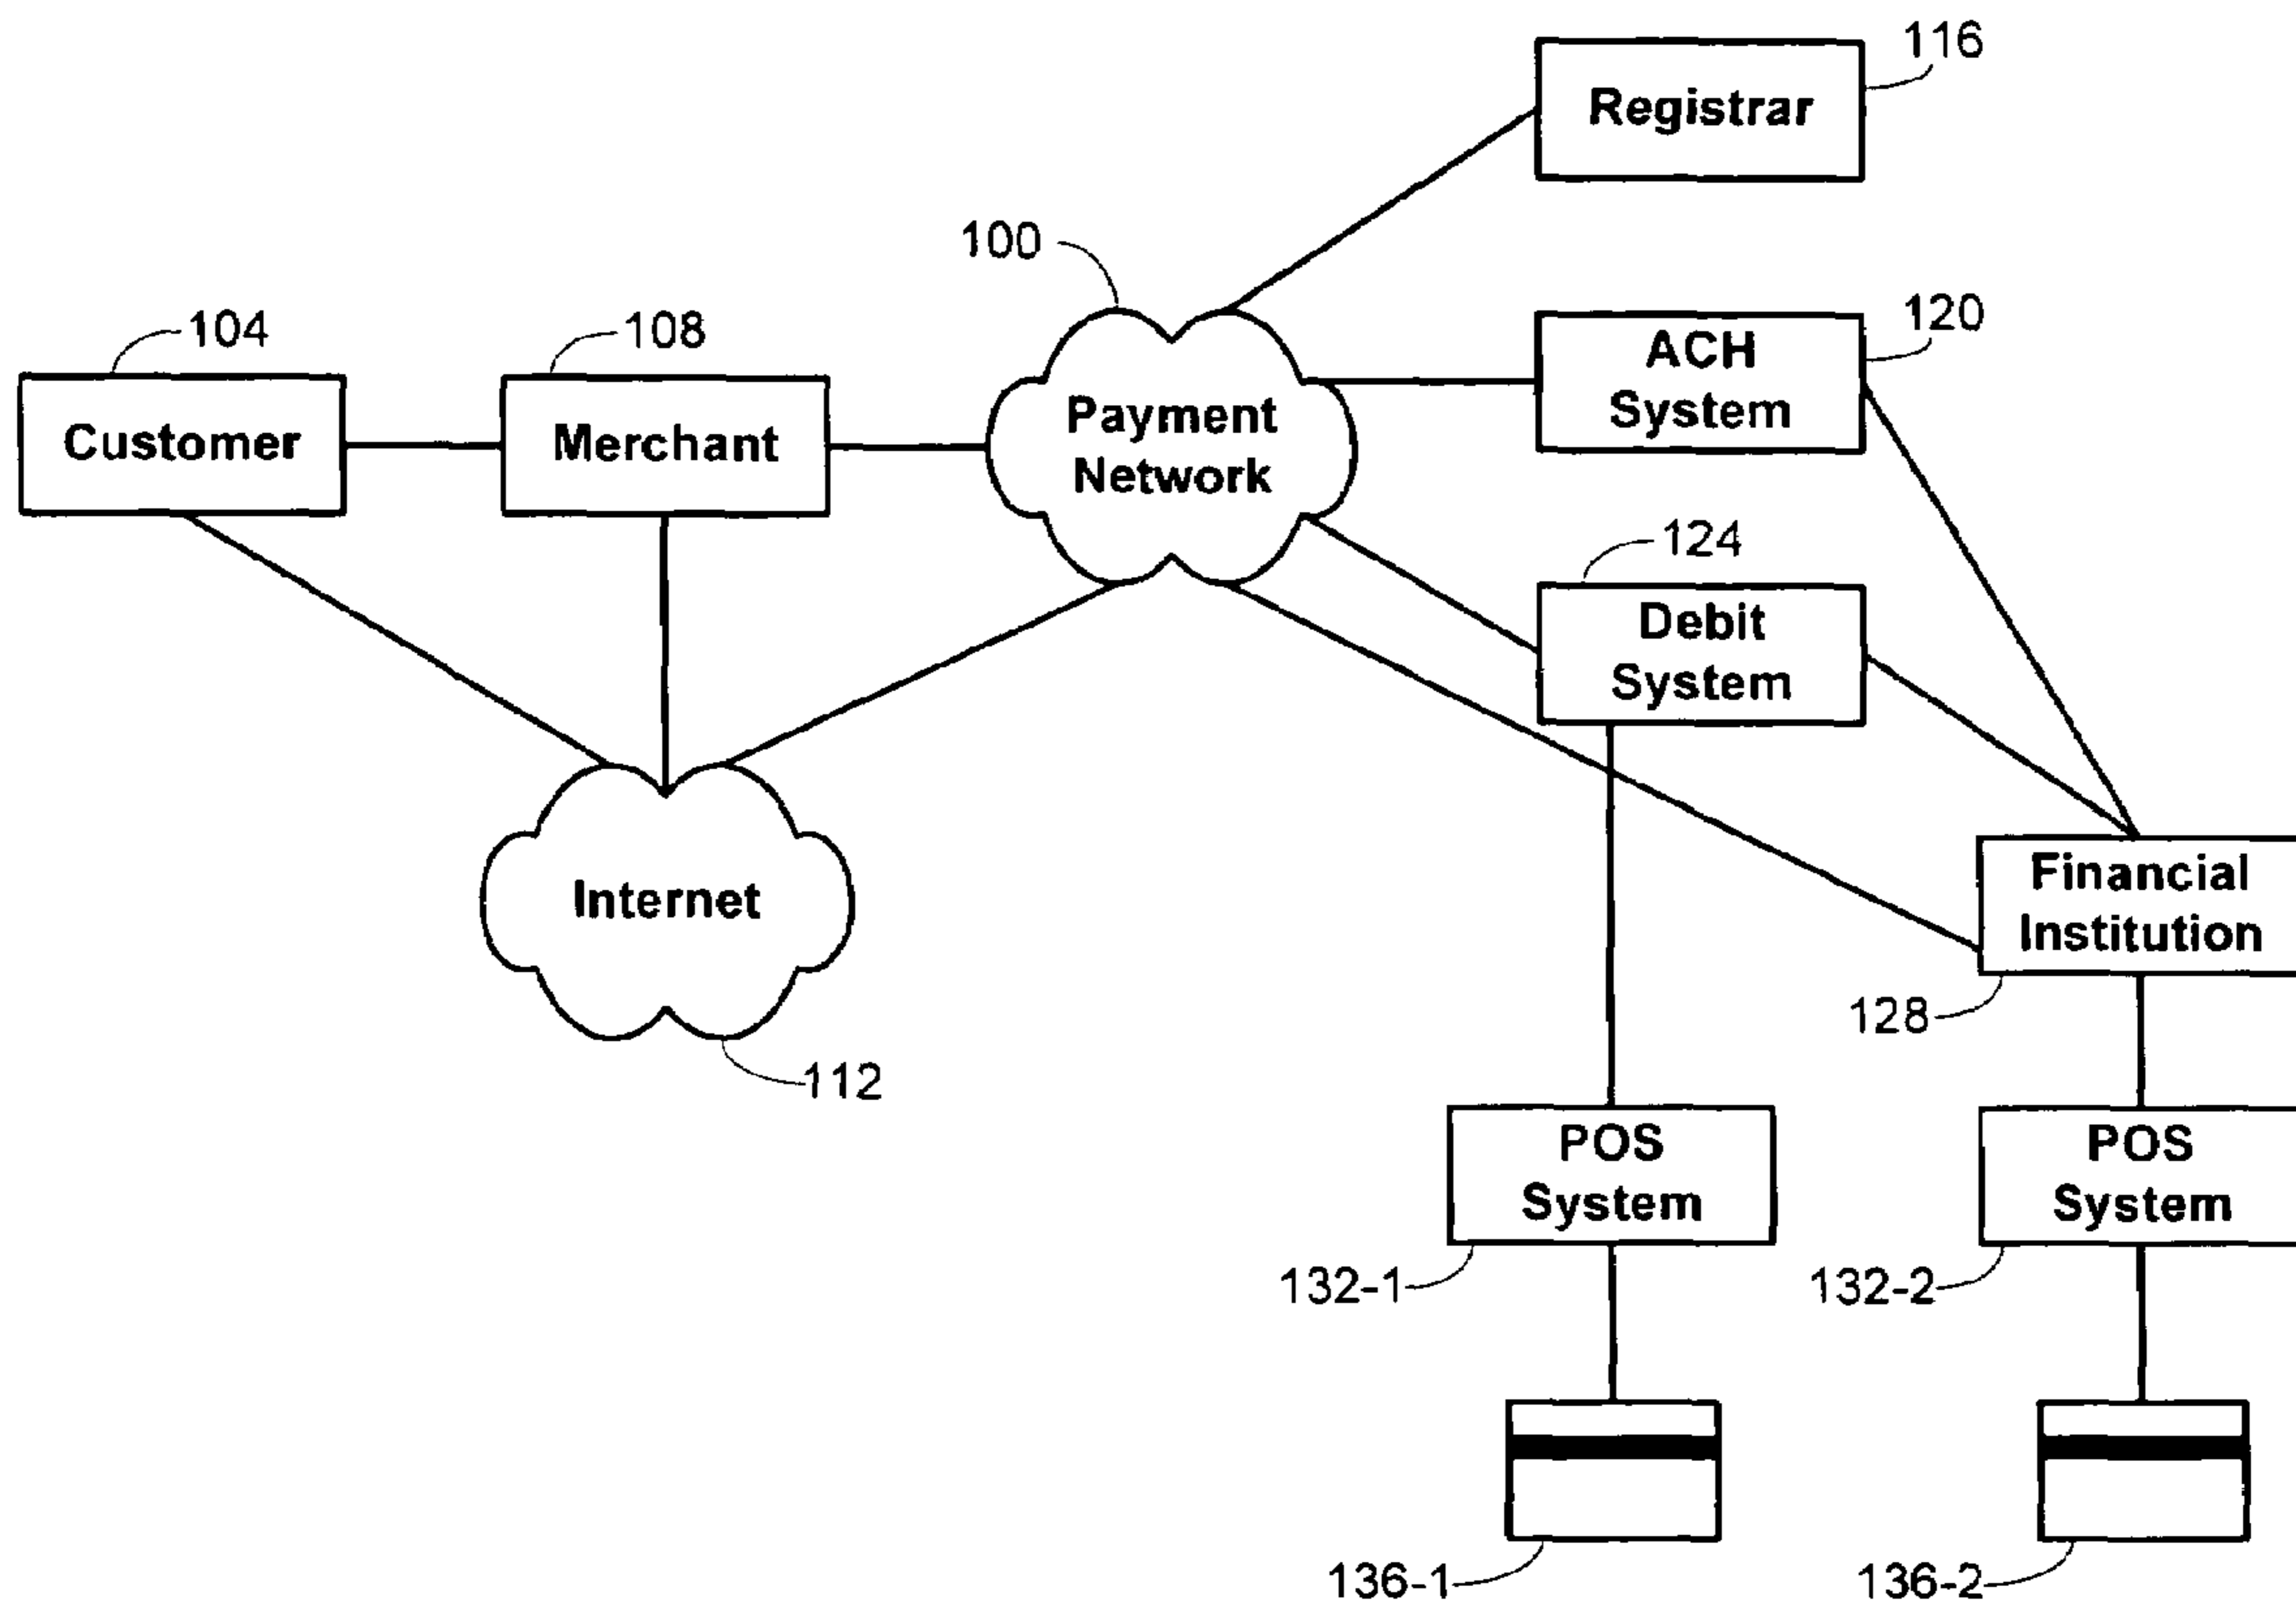 116
Registrar
100
120
ACH
System
104
108
Customer
Merchant
Payment
Network
124
Debit
System
Internet
Financial
Institution
128
112
POS
System
POS
System
132-1
132-2
136-1
136-2